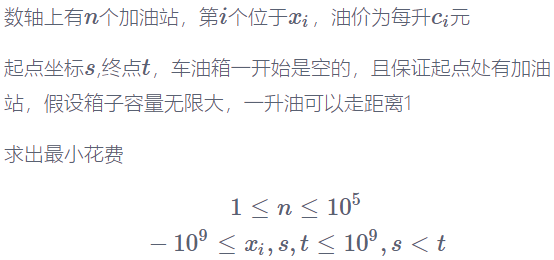 数轴上有n个加油站，第i个位于x_i，油价为每升c_i元
起点坐标s,终点t，车油箱一开始是空的，且保证起点处有加油
站，假设箱子容量无限大，一升油可以走距离1
求出最小花费
1 ≤ n ≤ 10^5
−10^9 ≤ x_i, s, t ≤ 10^9, s < t